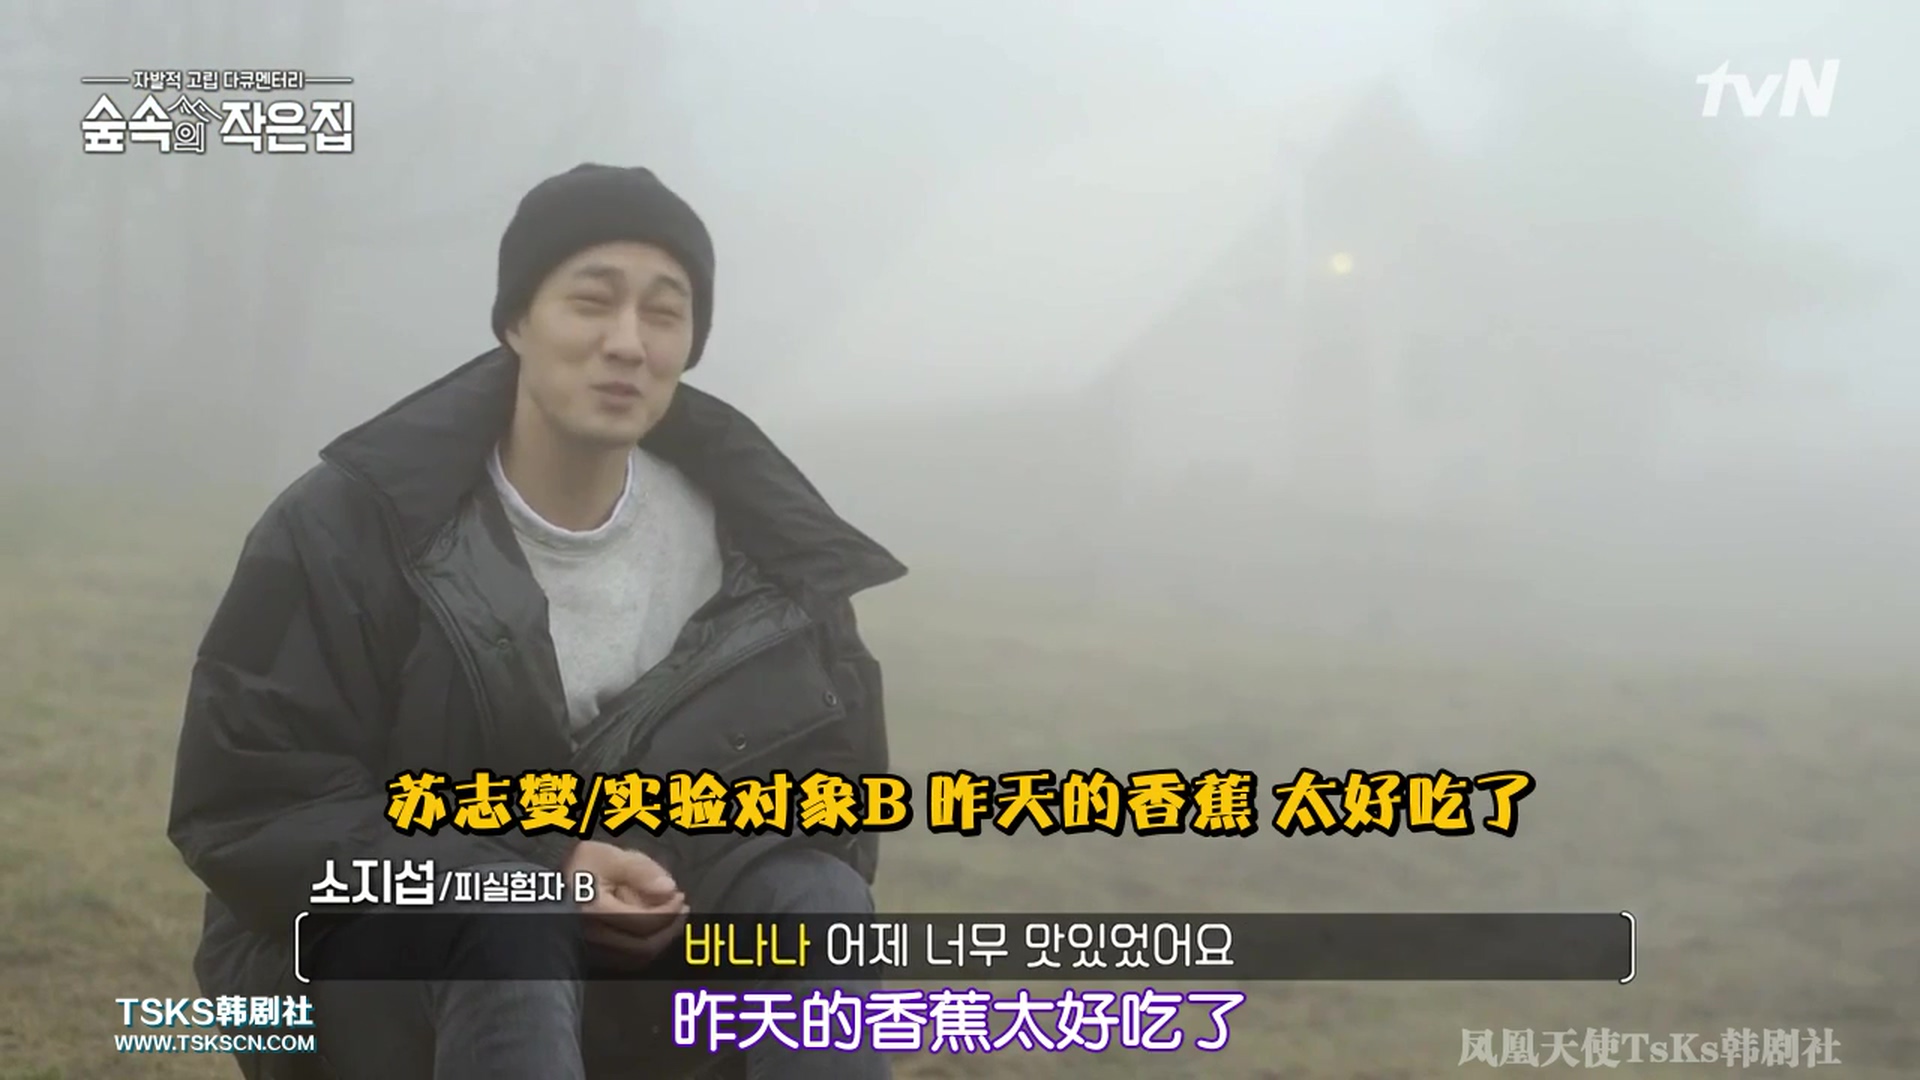 자발적 고립 다큐멘터리
숲속의 작은집
tvN
苏志燮/实验对象B 昨天的香蕉 太好吃了
소지섭/피실험자 B
바나나 어제 너무 맛있었어요
昨天的香蕉太好吃了
TSKS韩剧社
WWW.TSKSCN.COM
凤凰天使TsKs韩剧社